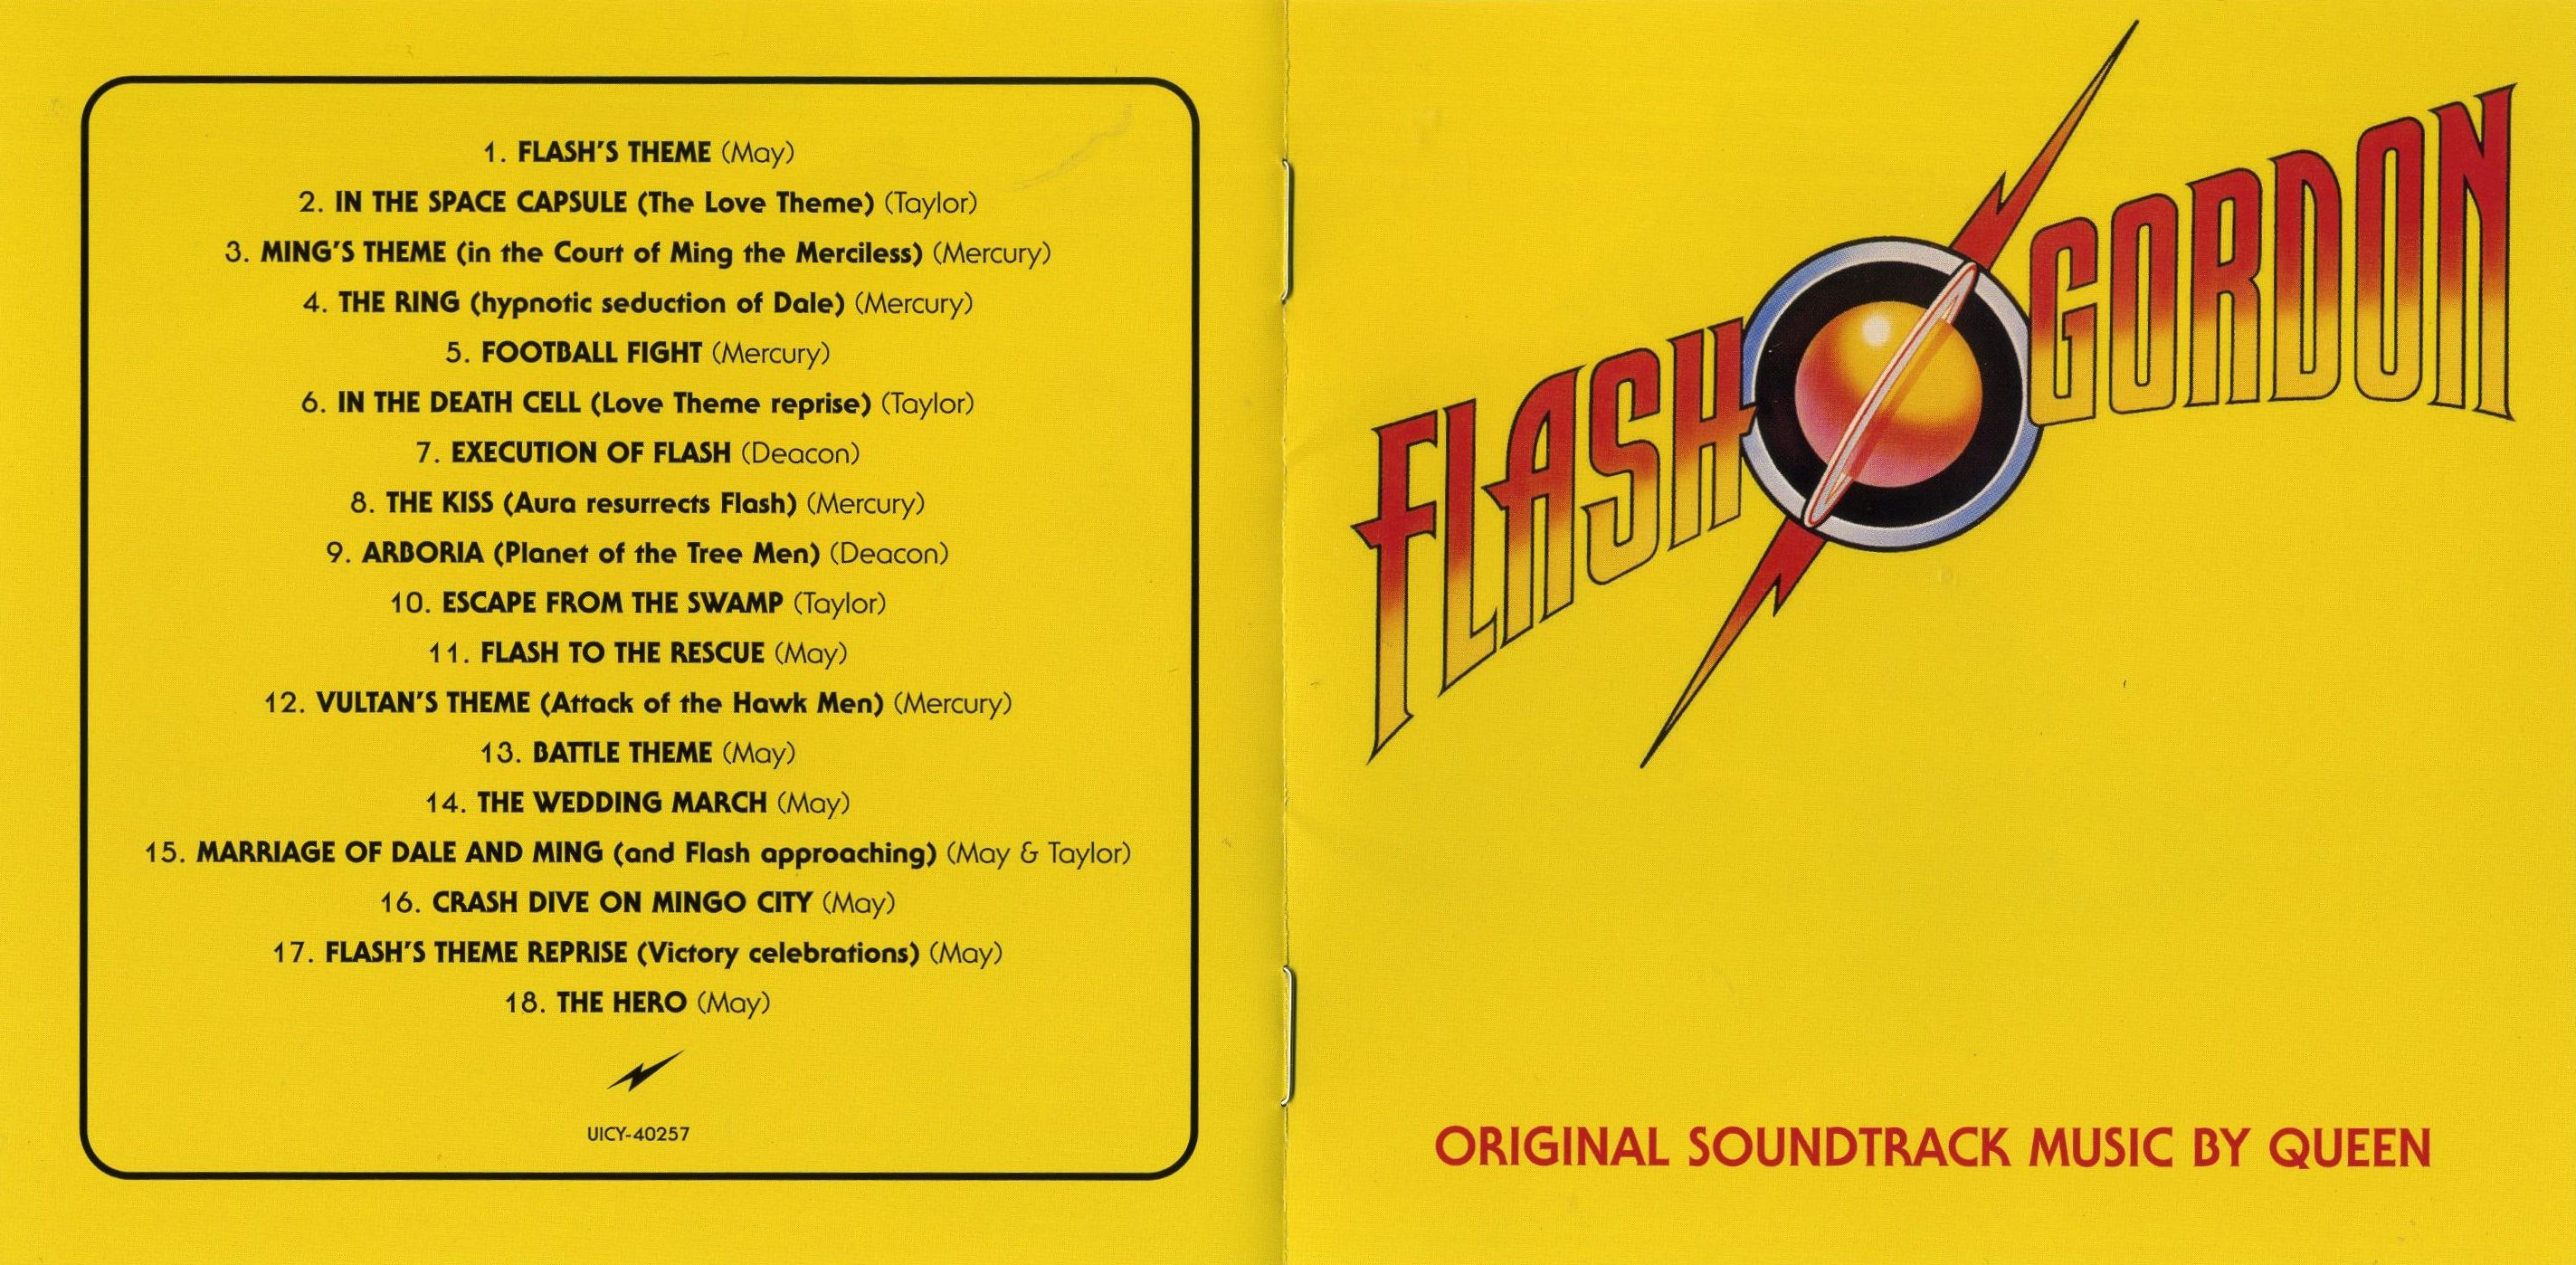 1. FLASH'S THEME (May)
2. IN THE SPACE CAPSULE (The Love Theme) (Taylor)
3. MING'S THEME (in the Court of Ming the Merciless) (Mercury)
4. THE RING (hypnotic seduction of Dale) (Mercury)
5. FOOTBALL FIGHT (Mercury)
6. IN THE DEATH CELL (Love Theme reprise) (Taylor)
7. EXECUTION OF FLASH (Deacon)
8. THE KISS (Aura resurrects Flash) (Mercury)
9. ARBORIA (Planet of the Tree Men) (Deacon)
10. ESCAPE FROM THE SWAMP (Taylor)
11. FLASH TO THE RESCUE (May)
12. VULTAN'S THEME (Attack of the Hawk Men) (Mercury)
13. BATTLE THEME (May)
14. THE WEDDING MARCH (May)
15. MARRIAGE OF DALE AND MING (and Flash approaching) (May & Taylor)
16. CRASH DIVE ON MINGO CITY (May)
17. FLASH'S THEME REPRISE (Victory celebrations) (May)
18. THE HERO (May)
UICY-40257
FLASH GORDON
ORIGINAL SOUNDTRACK MUSIC BY QUEEN